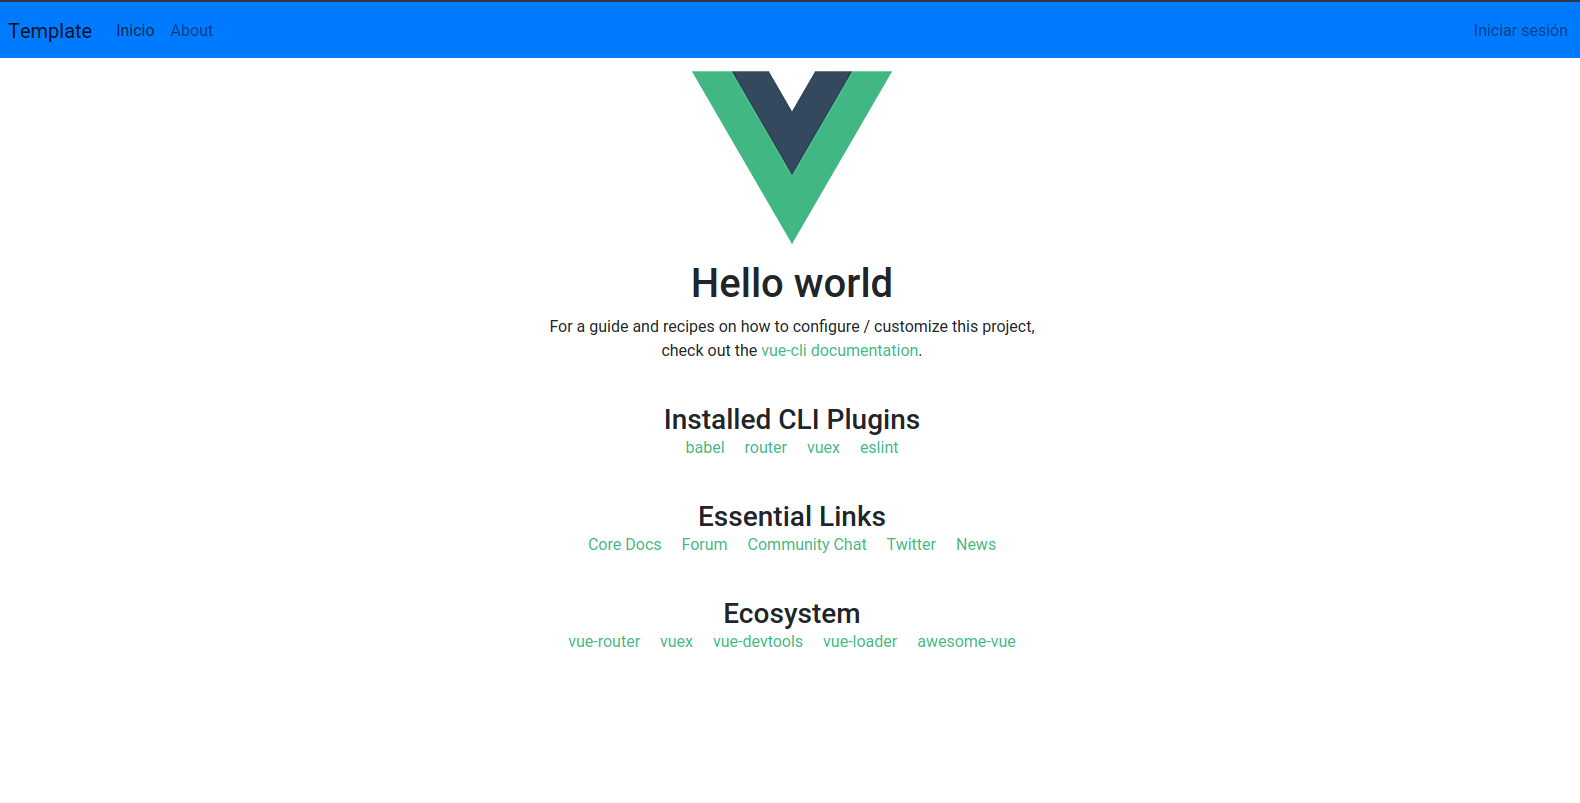 Template Inicio About Iniciar sesión
Hello world
For a guide and recipes on how to configure / customize this project,
check out the vue-cli documentation.
Installed CLI Plugins
babel router vuex eslint
Essential Links
Core Docs Forum Community Chat Twitter News
Ecosystem
vue-router vuex vue-devtools vue-loader awesome-vue